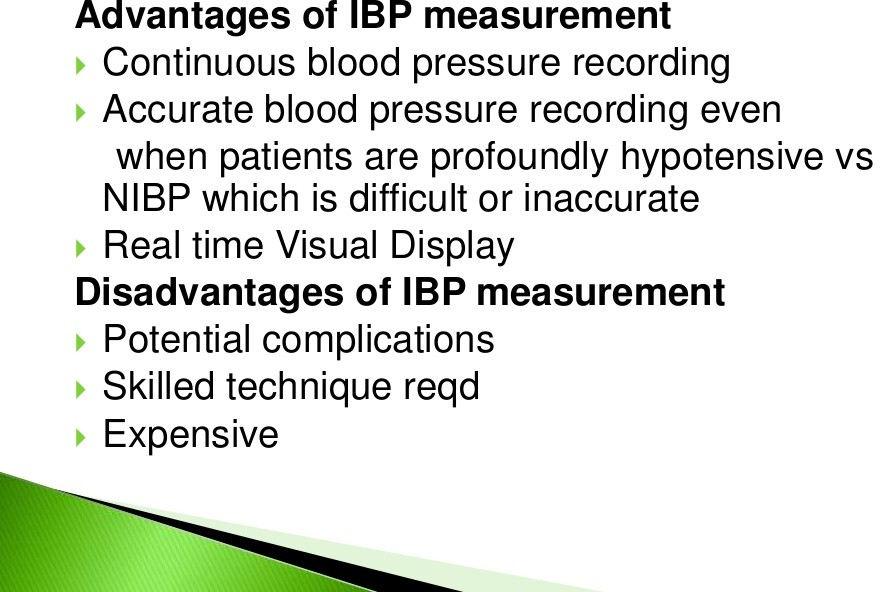 Advantages of IBP measurement
Continuous blood pressure recording
Accurate blood pressure recording even
when patients are profoundly hypotensive vs
NIBP which is difficult or inaccurate
Real time Visual Display
Disadvantages of IBP measurement
Potential complications
Skilled technique reqd
Expensive